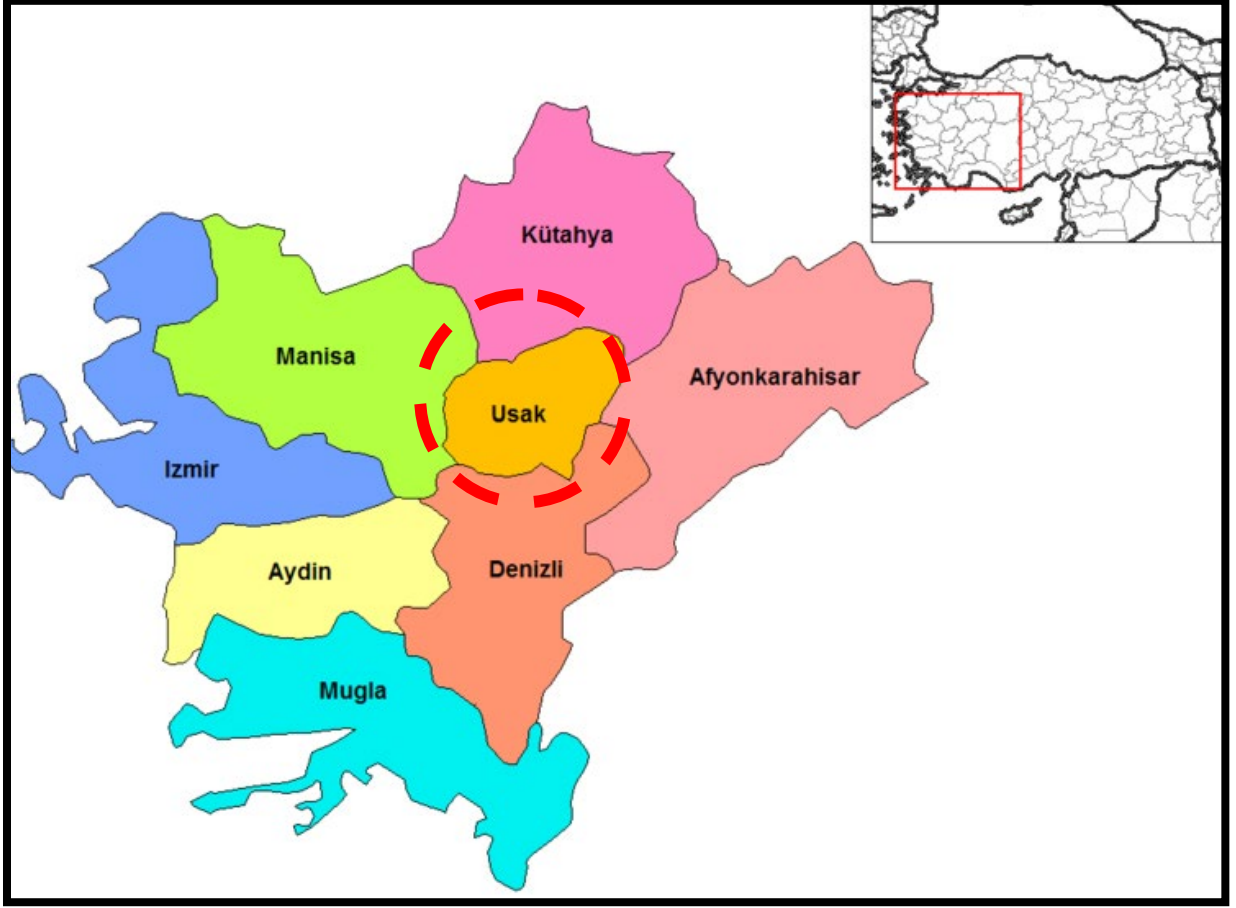 Kütahya
Manisa
Afyonkarahisar
Usak
Izmir
Aydin
Denizli
Mugla